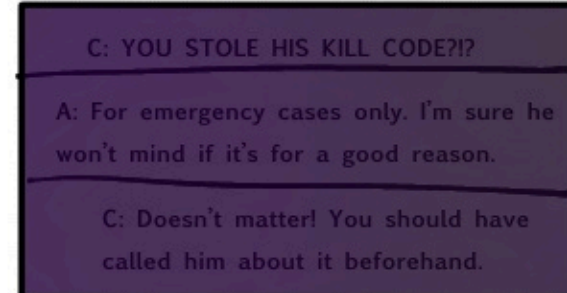 C: YOU STOLE HIS KILL CODE?!?
A: For emergency cases only. I'm sure he
won't mind if it's for a good reason.
C: Doesn't matter! You should have
called him about it beforehand.